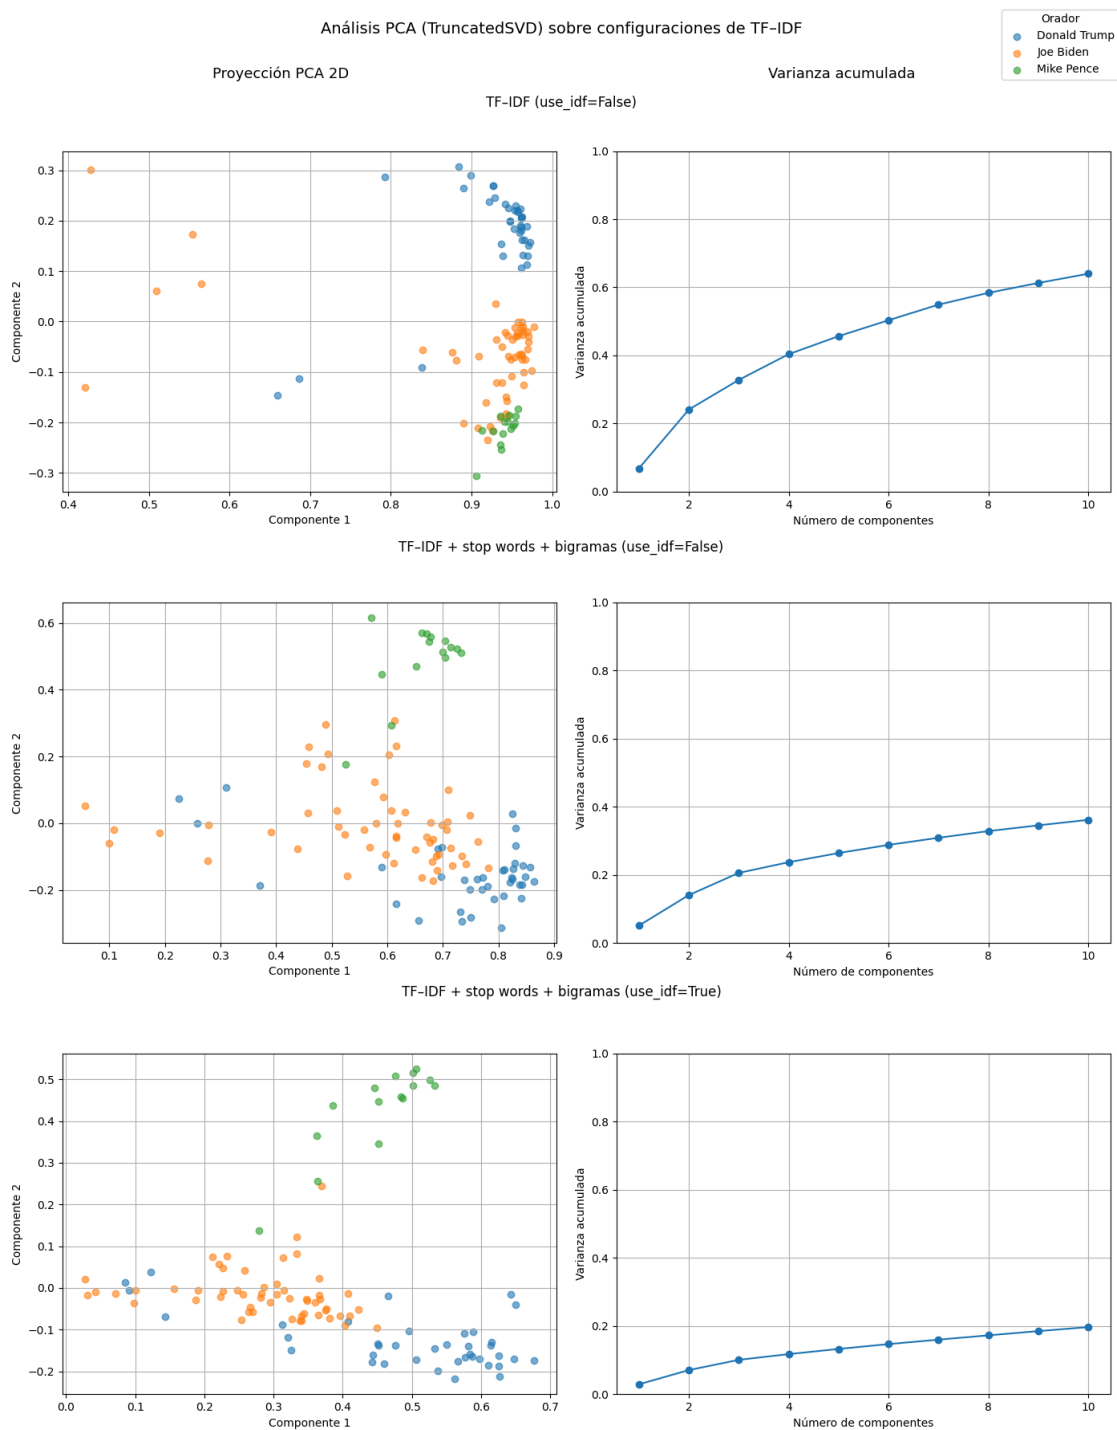 Análisis PCA (TruncatedSVD) sobre configuraciones de TF–IDF
Orador
Donald Trump
Joe Biden
Mike Pence
Proyección PCA 2D
Varianza acumulada
TF–IDF (use_idf=False)
0.3
0.2
0.1
0.0
−0.1
−0.2
−0.3
Componente 2
0.4 0.5 0.6 0.7 0.8 0.9 1.0
Componente 1
1.0
0.8
0.6
0.4
0.2
0.0
Varianza acumulada
2 4 6 8 10
Número de componentes
TF–IDF + stop words + bigramas (use_idf=False)
0.6
0.4
0.2
0.0
−0.2
Componente 2
0.1 0.2 0.3 0.4 0.5 0.6 0.7 0.8 0.9
Componente 1
1.0
0.8
0.6
0.4
0.2
0.0
Varianza acumulada
2 4 6 8 10
Número de componentes
TF–IDF + stop words + bigramas (use_idf=True)
0.5
0.4
0.3
0.2
0.1
0.0
−0.1
−0.2
Componente 2
0.0 0.1 0.2 0.3 0.4 0.5 0.6 0.7
Componente 1
1.0
0.8
0.6
0.4
0.2
0.0
Varianza acumulada
2 4 6 8 10
Número de componentes